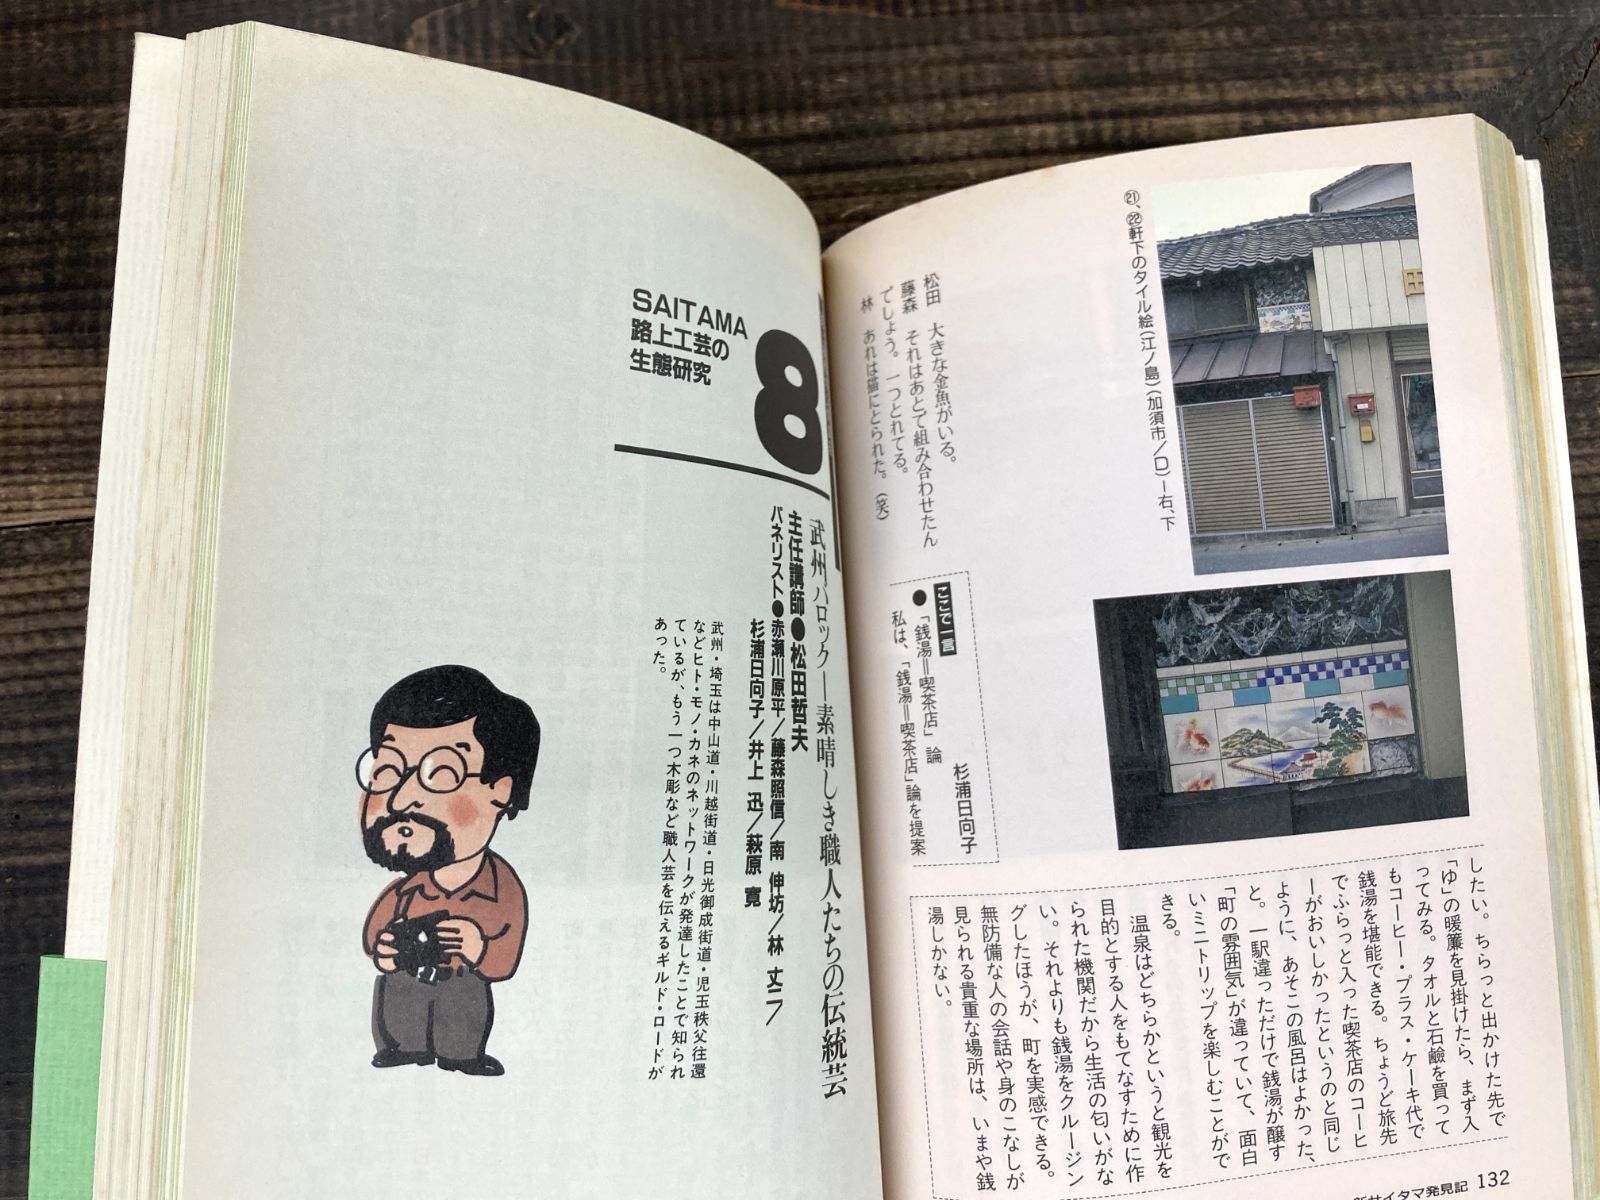 ㉑、㉒軒下のタイル絵(江ノ島)(加須市/口)ー右、下
松田　大きな金魚がいる。
藤森　それはあとで組み合わせたん
でしょう。一つとれてる。
林　あれは猫にとられた。(笑)
ここで一言
●「銭湯＝喫茶店」論
杉浦日向子
私は、「銭湯＝喫茶店」論を提案
したい。ちらっと出かけた先で
「ゆ」の暖簾を見掛けたら、まず入
ってみる。タオルと石鹸を買って
もコーヒー・プラス・ケーキ代で
銭湯を堪能できる。ちょうど旅先
でふらっと入った喫茶店のコーヒ
ーがおいしかったというのと同じ
ように、あそこの風呂はよかった、
と。一駅違っただけで銭湯が醸す
「町の雰囲気」が違っていて、面白
いミニトリップを楽しむことがで
きる。
温泉はどちらかというと観光を
目的とする人をもてなすために作
られた機関だから生活の匂いがな
い。それよりも銭湯をクルージン
グしたほうが、町を実感できる。
無防備な人の会話や身のこなしが
見られる貴重な場所は、いまや銭
湯しかない。
新サイタマ発見記 132
8
SAITAMA
路上工芸の
生態研究
武州バロック―素晴しき職人たちの伝統芸
主任講師●松田哲夫
パネリスト●赤瀬川原平／藤森照信／南　伸坊／林　丈二／
杉浦日向子／井上　迅／萩原　寛
武州・埼玉は中山道・川越街道・日光御成街道・児玉秩父往還
などヒト・モノ・カネのネットワークが発達したことで知られ
ているが、もう一つ木彫など職人芸を伝えるギルド・ロードが
あった。